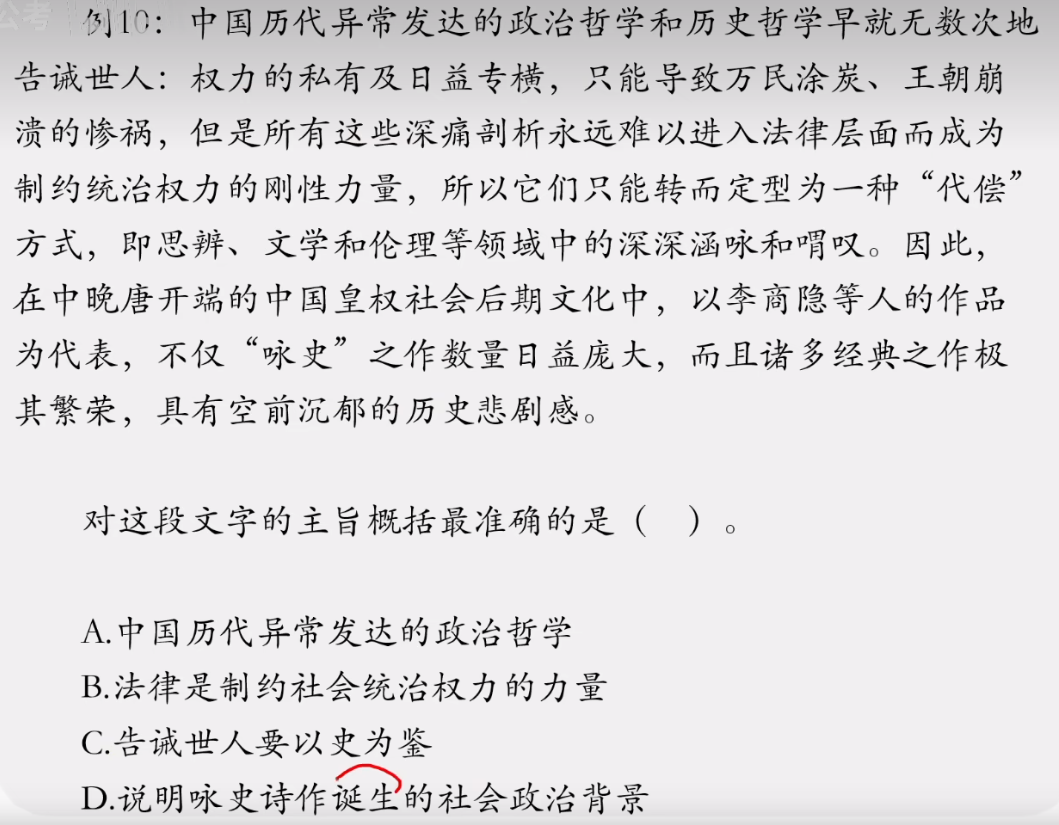 公考
例10：中国历代异常发达的政治哲学和历史哲学早就无数次地
告诫世人：权力的私有及日益专横，只能导致万民涂炭、王朝崩
溃的惨祸，但是所有这些深痛剖析永远难以进入法律层面而成为
制约统治权力的刚性力量，所以它们只能转而定型为一种“代偿”
方式，即思辨、文学和伦理等领域中的深深涵咏和喟叹。因此，
在中晚唐开端的中国皇权社会后期文化中，以李商隐等人的作品
为代表，不仅“咏史”之作数量日益庞大，而且诸多经典之作极
其繁荣，具有空前沉郁的历史悲剧感。
对这段文字的主旨概括最准确的是（ ）。
A.中国历代异常发达的政治哲学
B.法律是制约社会统治权力的力量
C.告诫世人要以史为鉴
D.说明咏史诗作诞生的社会政治背景